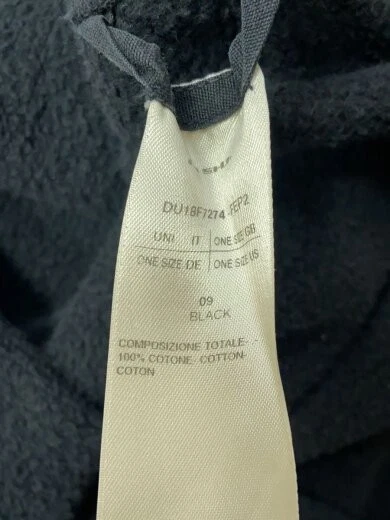 DU18F7274-FEP2
UNI IT ONE SIZE GB
ONE SIZE DE ONE SIZE US
09
BLACK
COMPOSIZIONE TOTALE-
100% COTONE- COTTON-
COTON